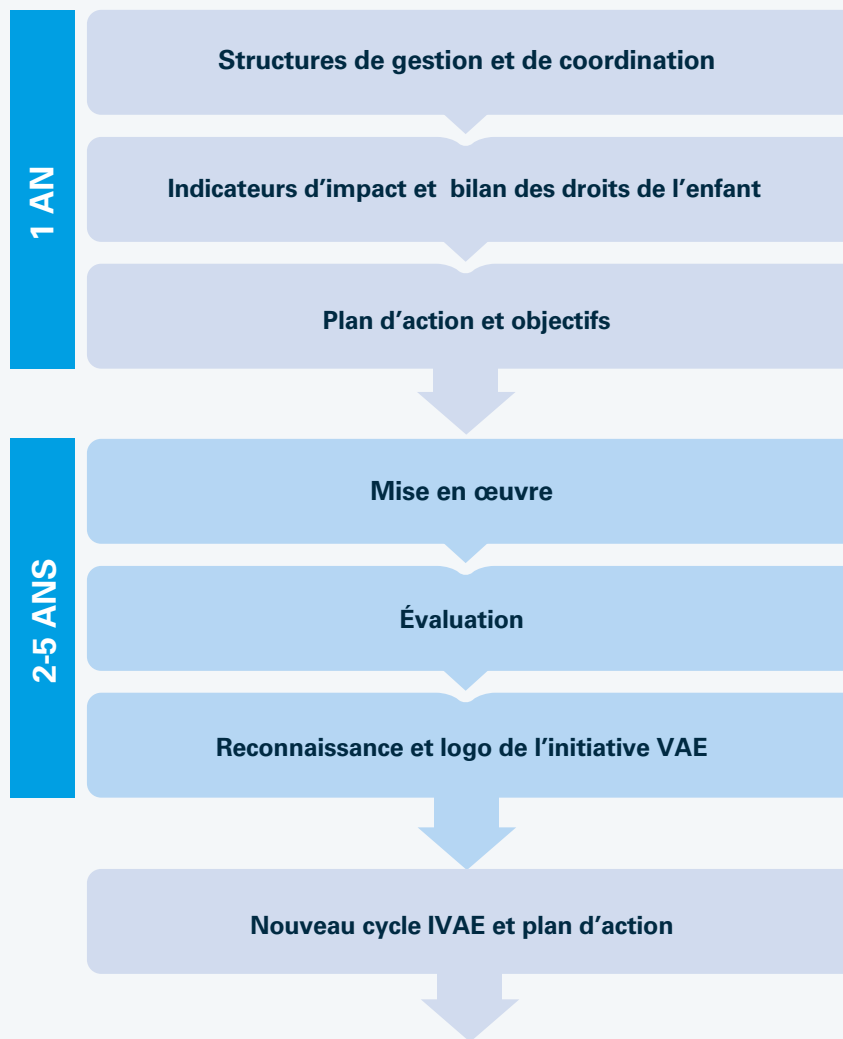 1 AN
Structures de gestion et de coordination
Indicateurs d’impact et bilan des droits de l’enfant
Plan d’action et objectifs
2-5 ANS
Mise en œuvre
Évaluation
Reconnaissance et logo de l’initiative VAE
Nouveau cycle IVAE et plan d’action